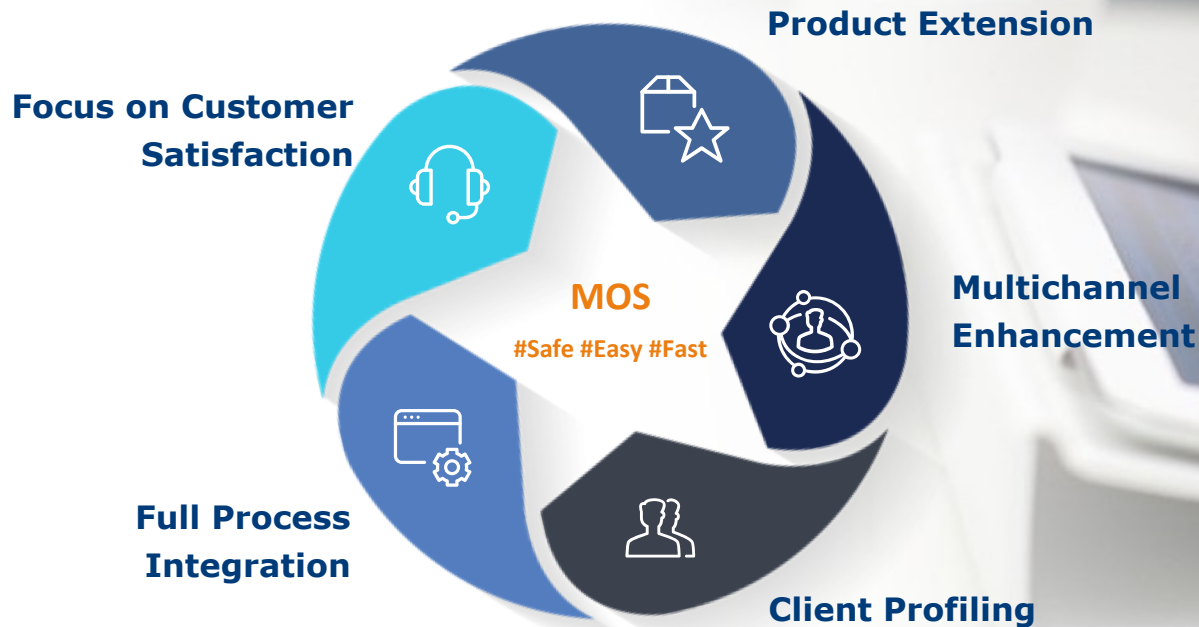 Product Extension
Focus on Customer
Satisfaction
MOS
#Safe #Easy #Fast
Multichannel
Enhancement
Full Process
Integration
Client Profiling